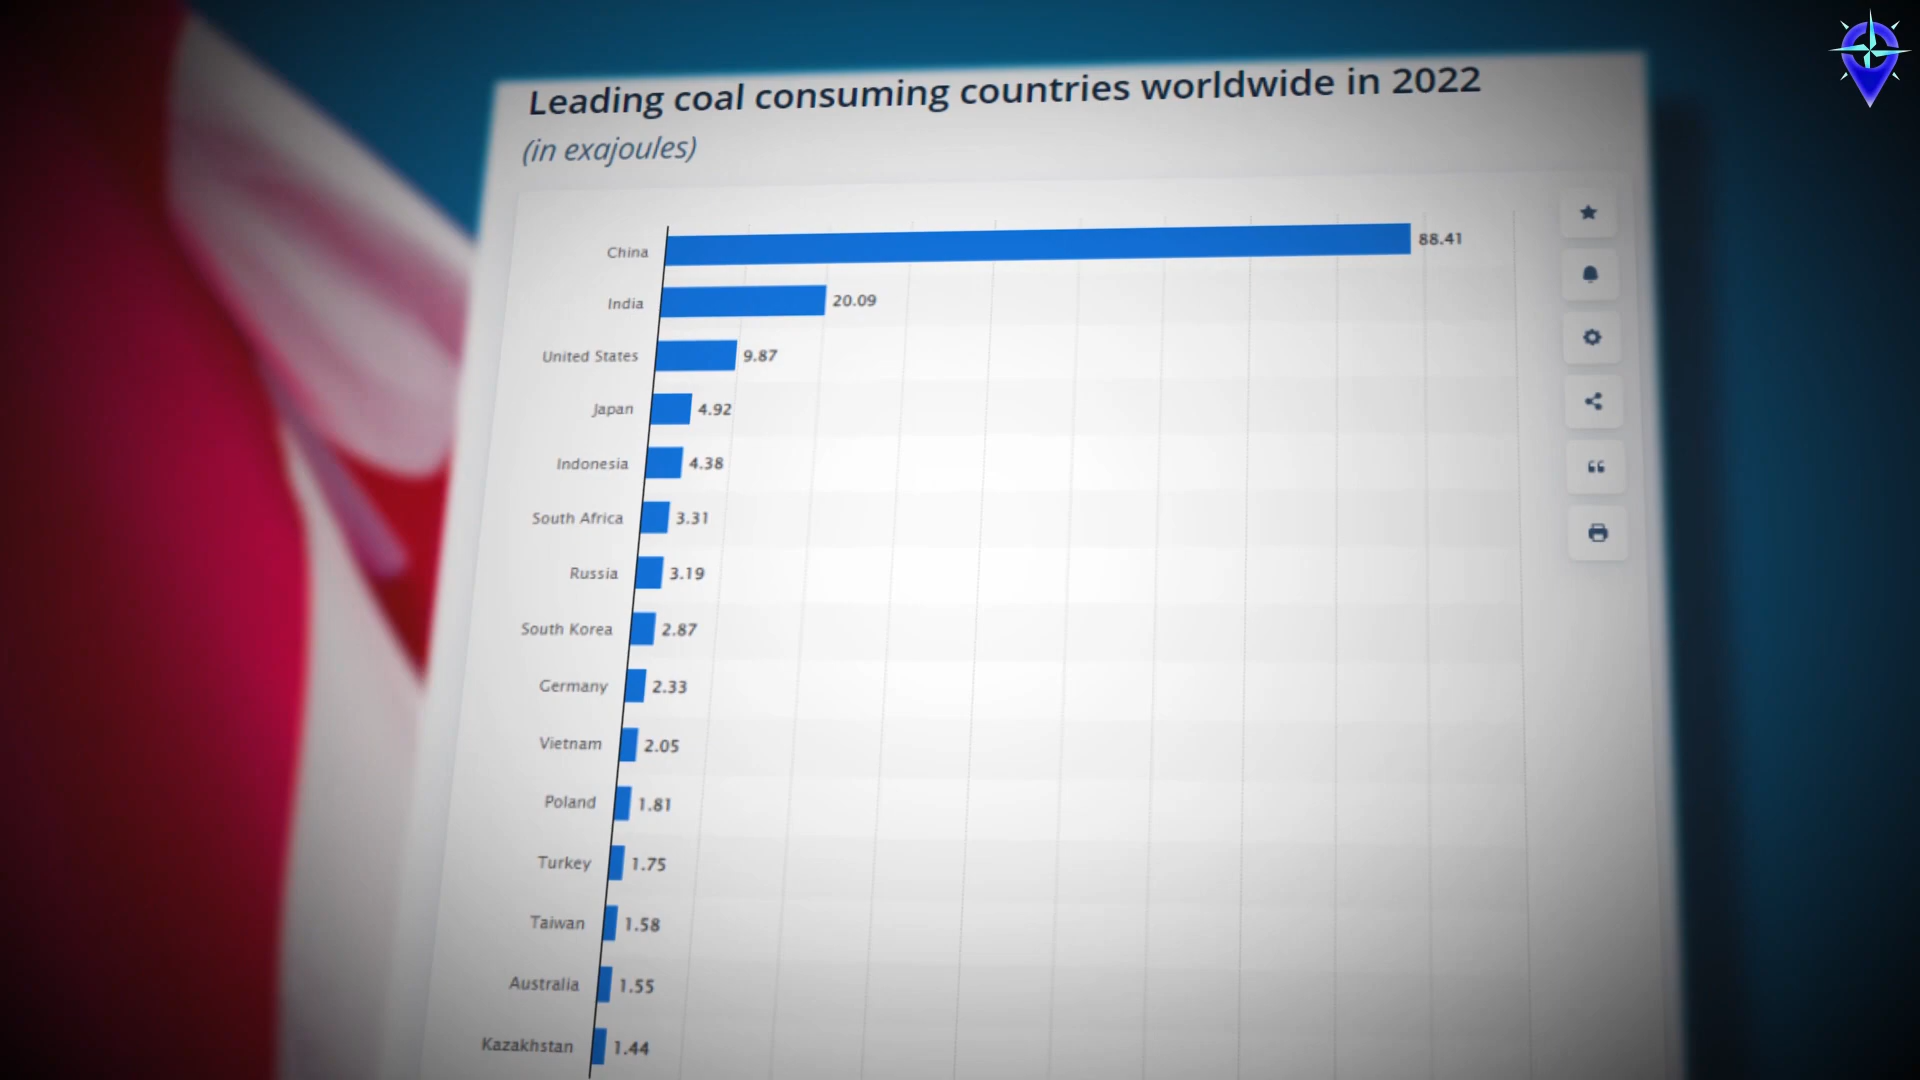 Leading coal consuming countries worldwide in 2022
(in exajoules)
China 88.41
India 20.09
United States 9.87
Japan 4.92
Indonesia 4.38
South Africa 3.31
Russia 3.19
South Korea 2.87
Germany 2.33
Vietnam 2.05
Poland 1.81
Turkey 1.75
Taiwan 1.58
Australia 1.55
Kazakhstan 1.44